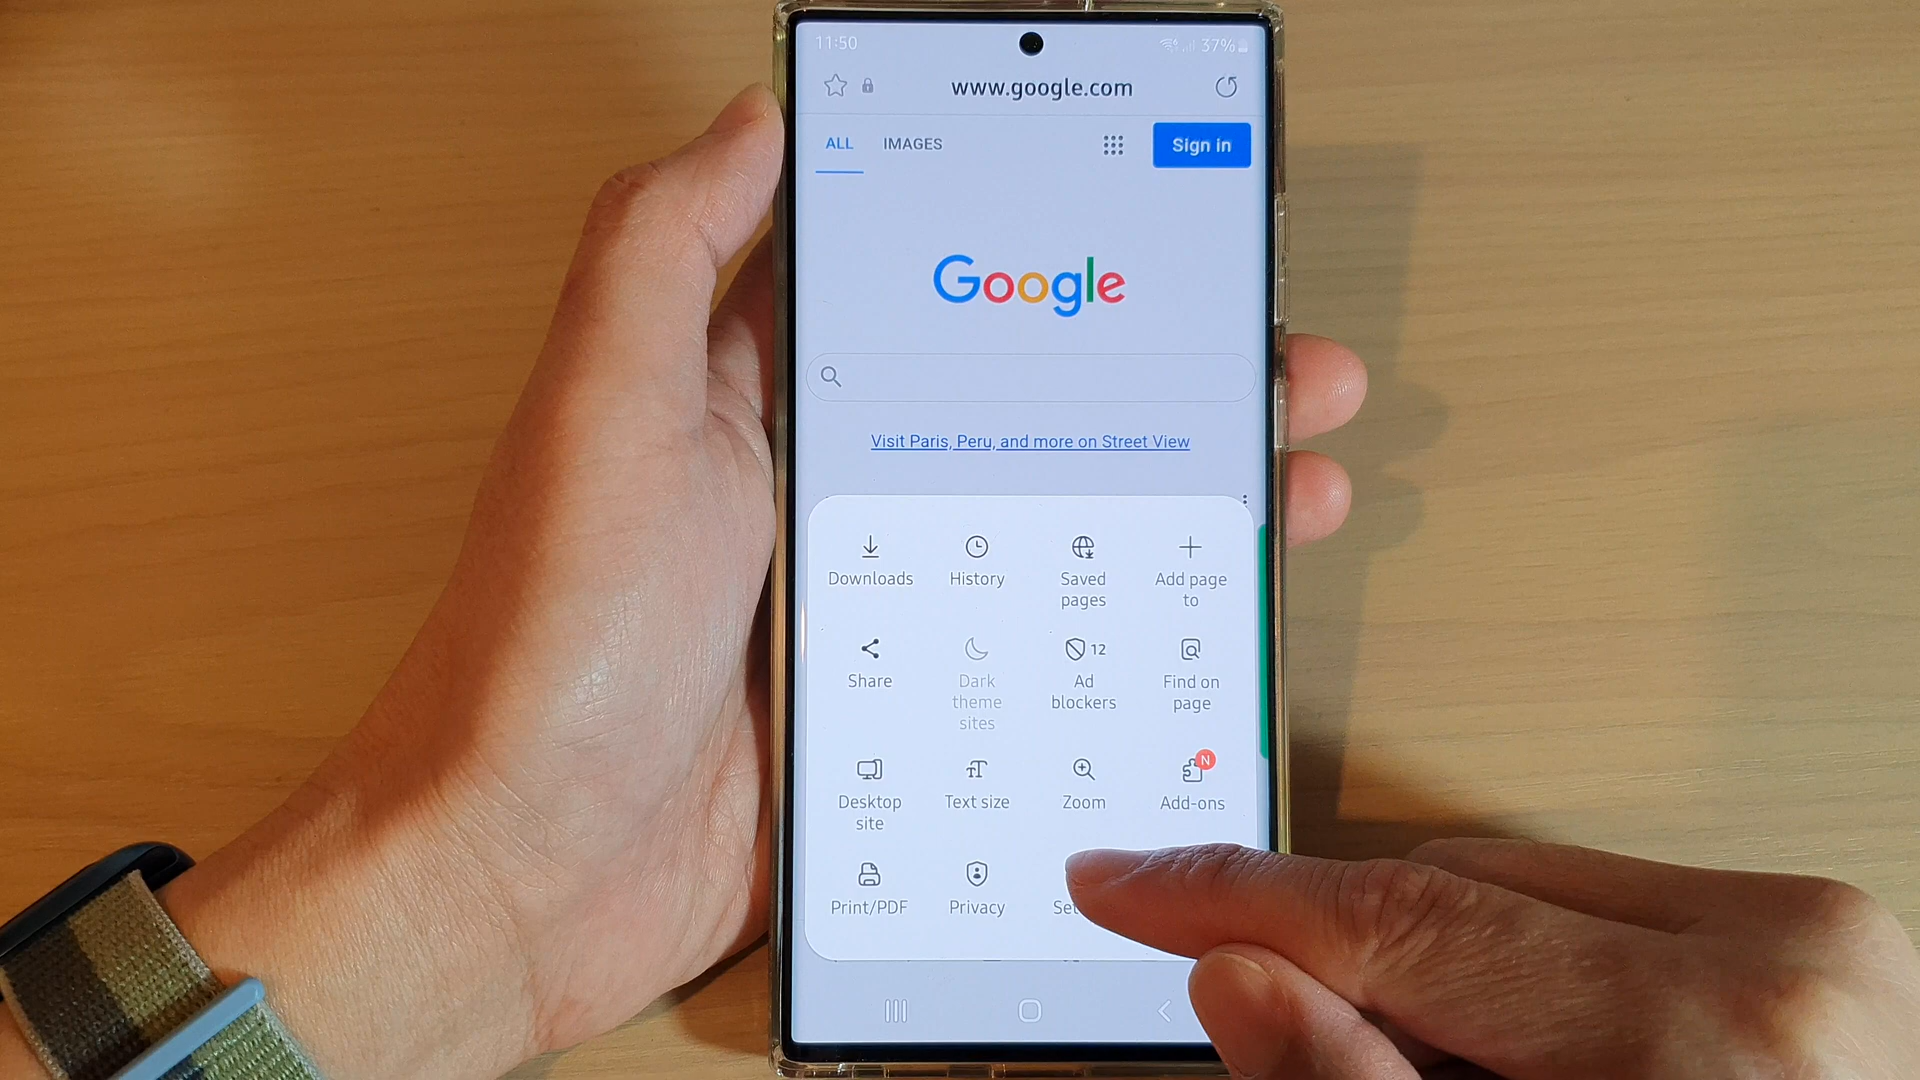 11:50
37%
www.google.com
ALL IMAGES
Sign in
Google
Visit Paris, Peru, and more on Street View
Downloads
History
Saved
pages
Add page
to
Share
Dark
theme
sites
12
Ad
blockers
Find on
page
Desktop
site
Text size
Zoom
N
Add-ons
Print/PDF
Privacy